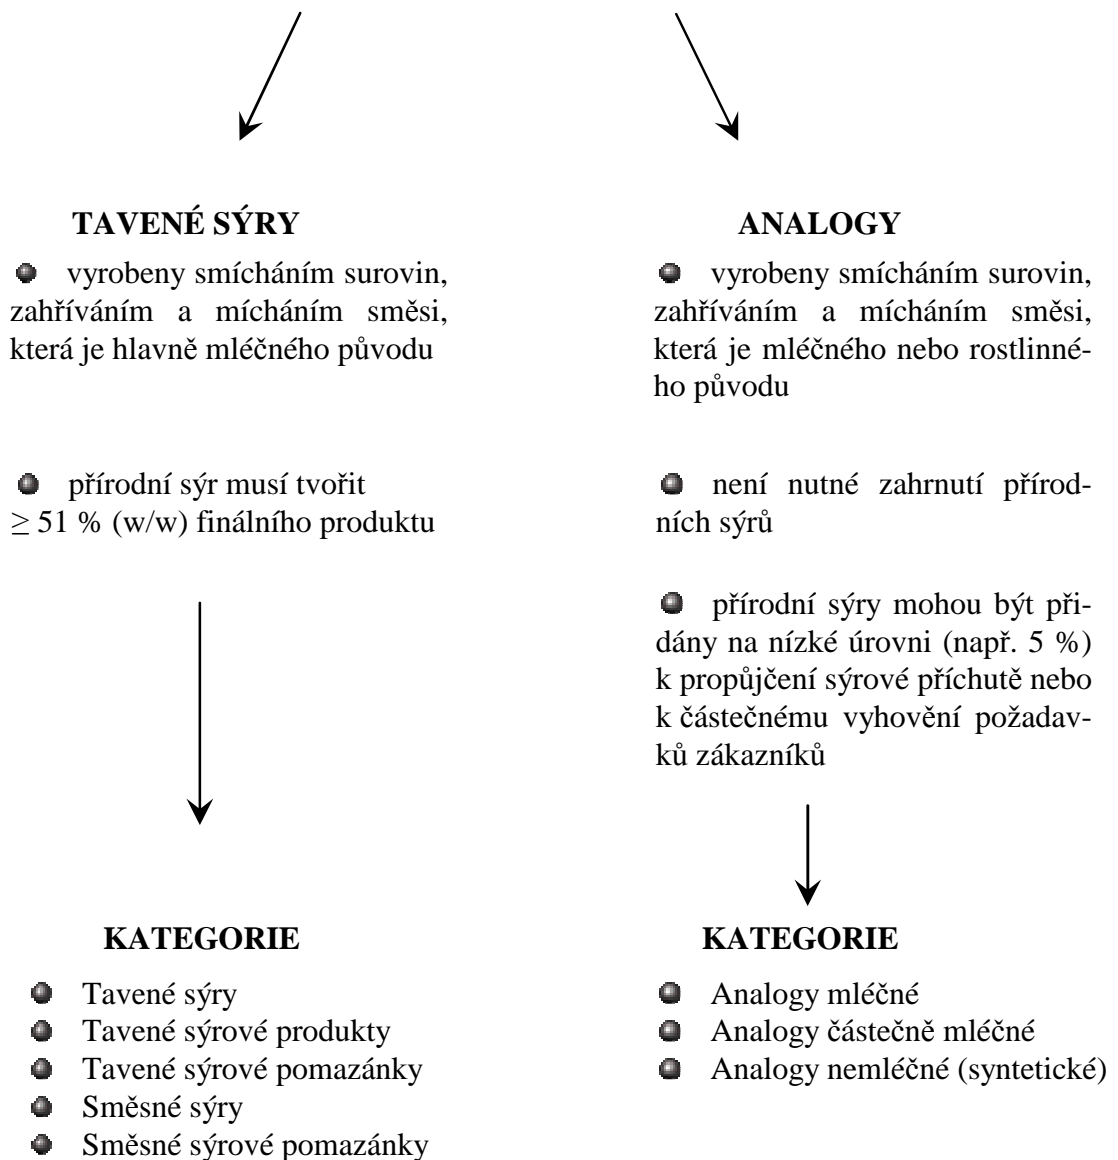 TAVENÉ SÝRY
vyrobeny smícháním surovin,
zahříváním a mícháním směsi,
která je hlavně mléčného původu
přírodní sýr musí tvořit
≥ 51 % (w/w) finálního produktu
KATEGORIE
Tavené sýry
Tavené sýrové produkty
Tavené sýrové pomazánky
Směsné sýry
Směsné sýrové pomazánky
ANALOGY
vyrobeny smícháním surovin,
zahříváním a mícháním směsi,
která je mléčného nebo rostlinné-
ho původu
není nutné zahrnutí přírod-
ních sýrů
přírodní sýry mohou být při-
dány na nízké úrovni (např. 5 %)
k propůjčení sýrové příchutě nebo
k částečnému vyhovění požadav-
ků zákazníků
KATEGORIE
Analogy mléčné
Analogy částečně mléčné
Analogy nemléčné (syntetické)